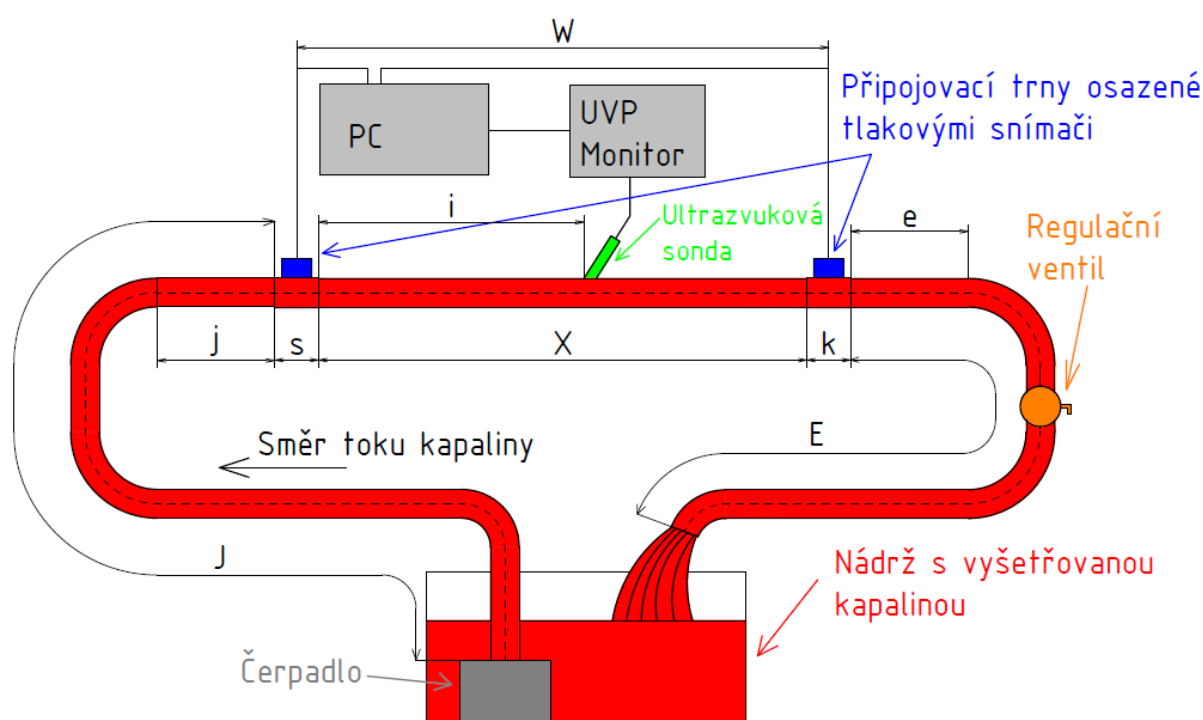 W
Připojovací trny osazené
tlakovými snímači
PC
UVP
Monitor
i
Ultrazvuková
sonda
e
Regulační
ventil
j
s
X
k
E
Směr toku kapaliny
J
Nádrž s vyšetřovanou
kapalinou
Čerpadlo